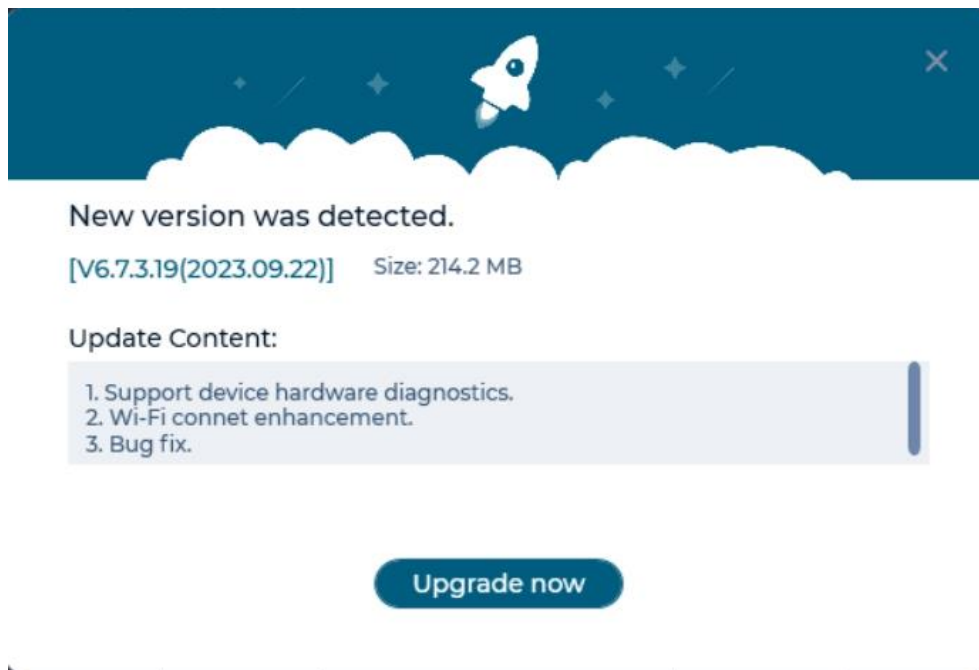 New version was detected.
[V6.7.3.19(2023.09.22)] Size: 214.2 MB
Update Content:
1. Support device hardware diagnostics.
2. Wi-Fi connet enhancement.
3. Bug fix.
Upgrade now